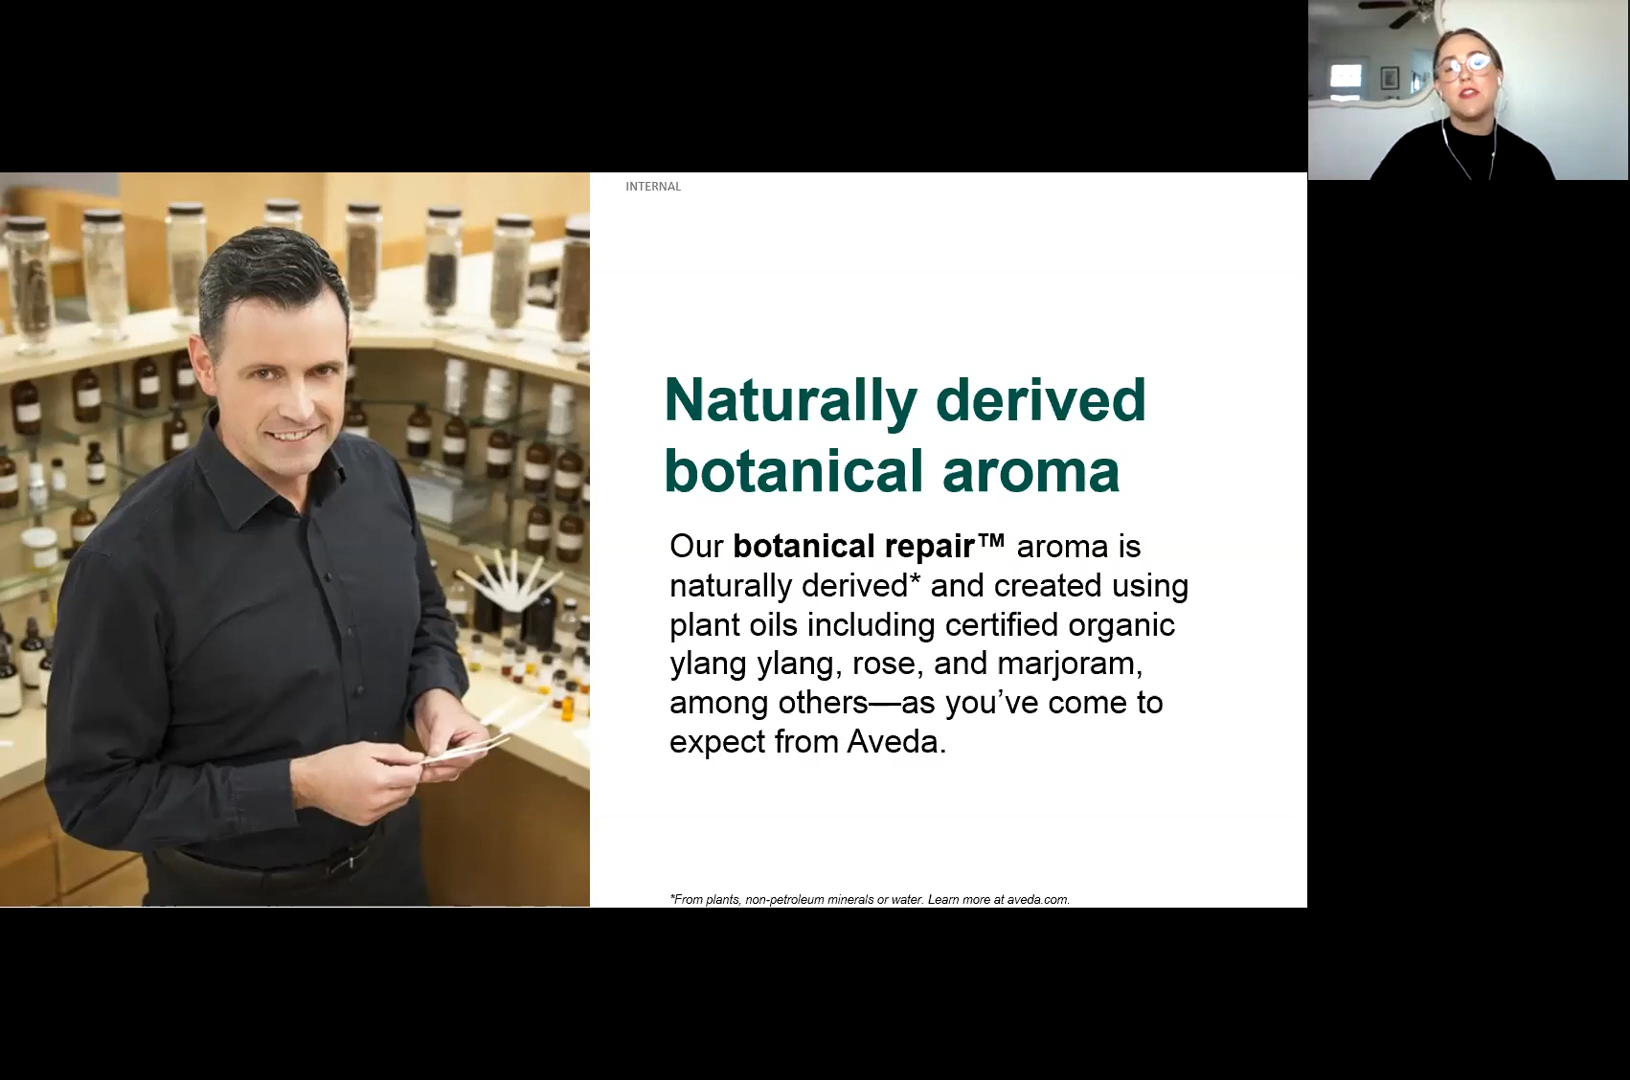 INTERNAL
Naturally derived
botanical aroma
Our botanical repair™ aroma is
naturally derived* and created using
plant oils including certified organic
ylang ylang, rose, and marjoram,
among others—as you’ve come to
expect from Aveda.
*From plants, non-petroleum minerals or water. Learn more at aveda.com.